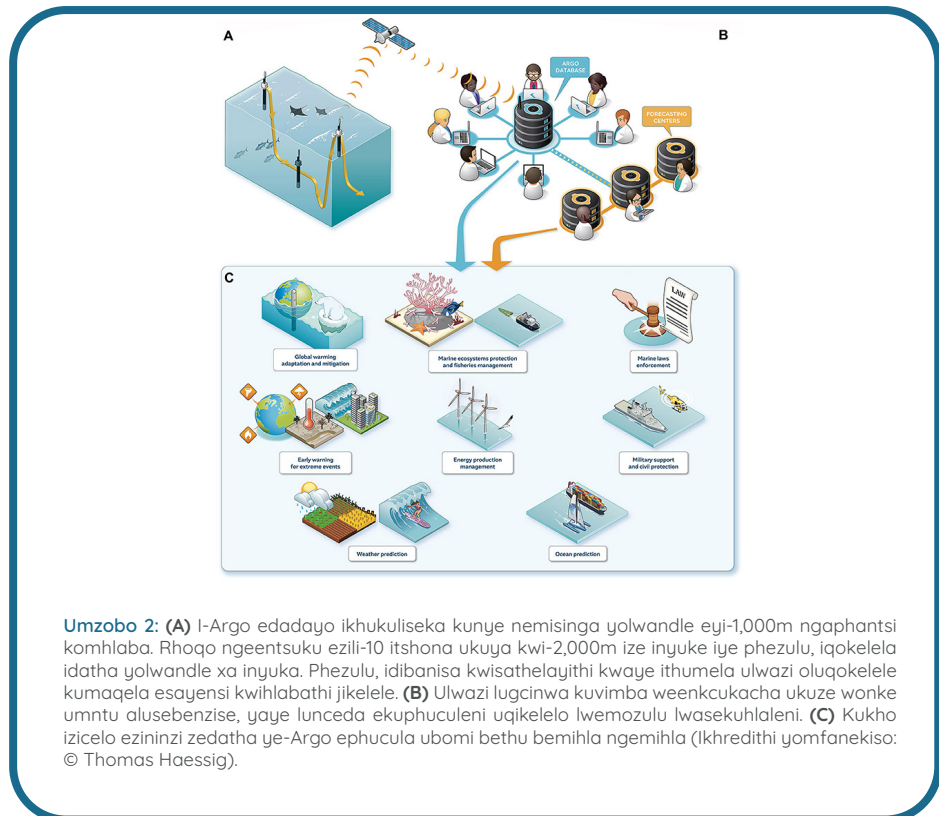 A
B
ARGO
DATABASE
FORECASTING
CENTERS
C
LAW
Global warming
adaptation and mitigation
Marine ecosystems protection
and fisheries management
Marine laws
enforcement
Early warning
for extreme events
Energy production
management
Military support
and civil protection
Weather prediction
Ocean prediction
Umzobo 2: (A) I-Argo edadayo ikhukuliseka kunye nemisinga yolwandle eyi-1,000m ngaphantsi
komhlaba. Rhoqo ngeentsuku ezili-10 itshona ukuya kwi-2,000m ize inyuke iye phezulu, iqokelela
idatha yolwandle xa inyuka. Phezulu, idibanisa kwisathelayithi kwaye ithumela ulwazi oluqokelele
kumaqela esayensi kwihlabathi jikelele. (B) Ulwazi lugcinwa kuvimba weenkcukacha ukuze wonke
umntu alusebenzise, yaye lunceda ekuphuculeni uqikelelo lwemozulu lwasekuhlaleni. (C) Kukho
izicelo ezininzi zedatha ye-Argo ephucula ubomi bethu bemihla ngemihla (Ikhredithi yomfanekiso:
© Thomas Haessig).